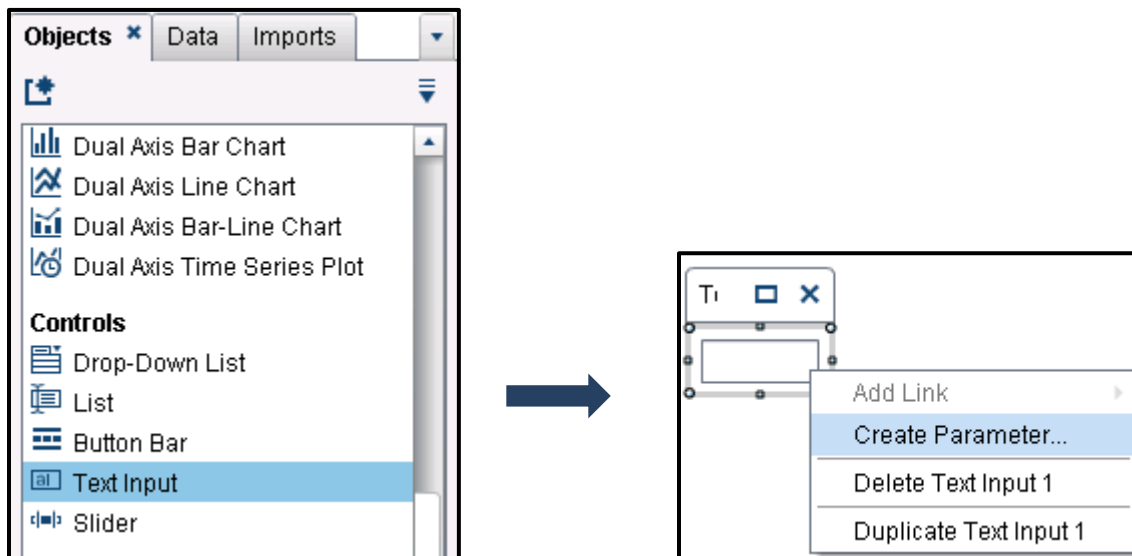 Objects Data Imports
Dual Axis Bar Chart
Dual Axis Line Chart
Dual Axis Bar-Line Chart
Dual Axis Time Series Plot
Controls
Drop-Down List
List
Button Bar
Text Input
Slider
Add Link
Create Parameter...
Delete Text Input 1
Duplicate Text Input 1